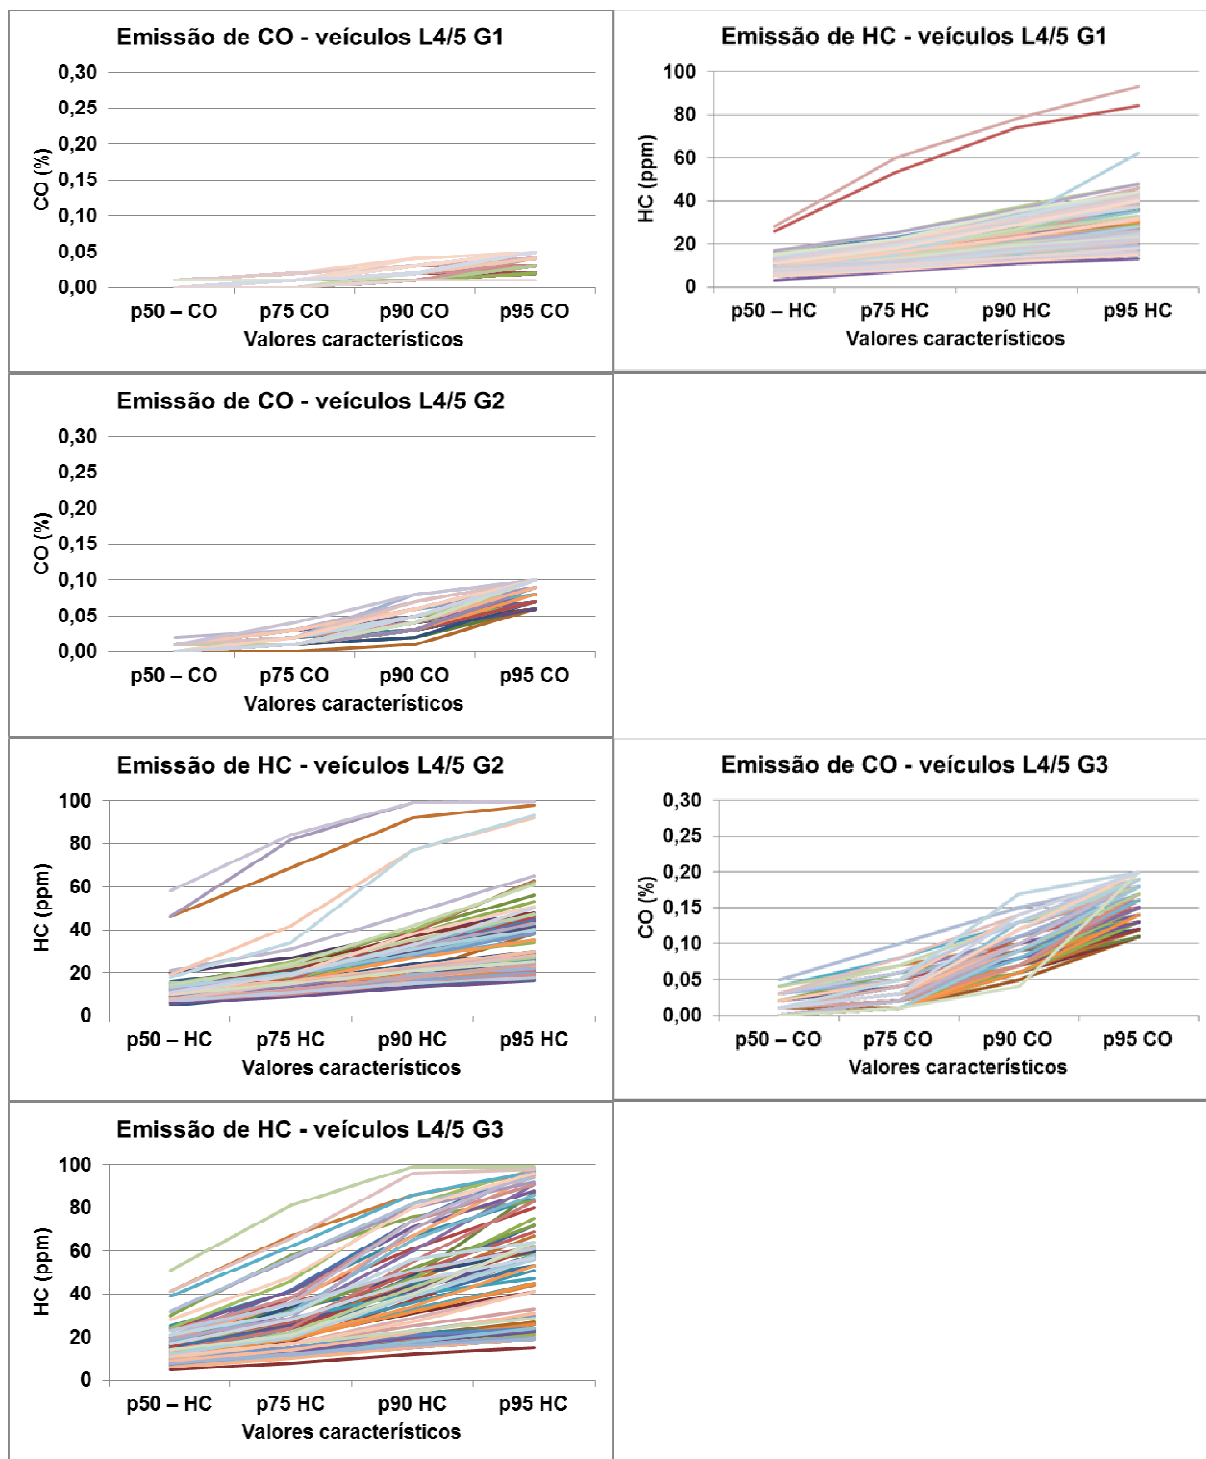 Emissão de CO - veículos L4/5 G1
0,30
0,25
0,20
0,15
0,10
0,05
0,00
CO (%)
p50 – CO p75 CO p90 CO p95 CO
Valores característicos
Emissão de HC - veículos L4/5 G1
100
80
60
40
20
0
HC (ppm)
p50 – HC p75 HC p90 HC p95 HC
Valores característicos
Emissão de CO - veículos L4/5 G2
0,30
0,25
0,20
0,15
0,10
0,05
0,00
CO (%)
p50 – CO p75 CO p90 CO p95 CO
Valores característicos
Emissão de HC - veículos L4/5 G2
100
80
60
40
20
0
HC (ppm)
p50 – HC p75 HC p90 HC p95 HC
Valores característicos
Emissão de CO - veículos L4/5 G3
0,30
0,25
0,20
0,15
0,10
0,05
0,00
CO (%)
p50 – CO p75 CO p90 CO p95 CO
Valores característicos
Emissão de HC - veículos L4/5 G3
100
80
60
40
20
0
HC (ppm)
p50 – HC p75 HC p90 HC p95 HC
Valores característicos